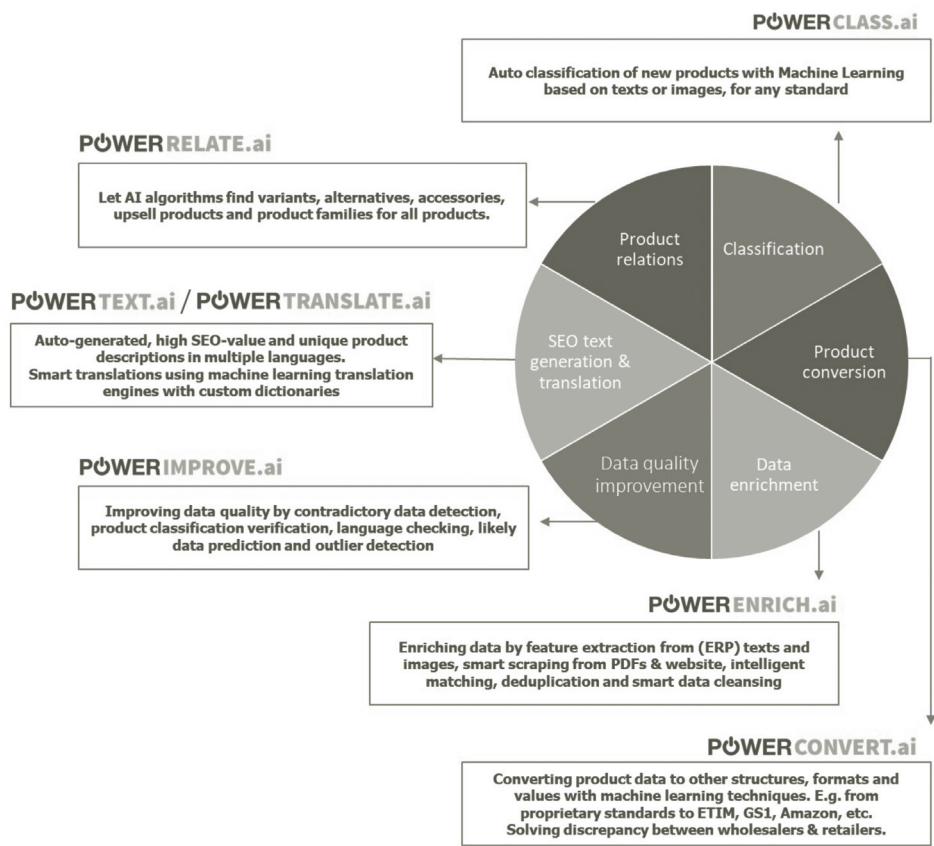 POWERCLASS.ai
Auto classification of new products with Machine Learning
based on texts or images, for any standard
POWERRELATE.ai
Let AI algorithms find variants, alternatives, accessories,
upsell products and product families for all products.
Product
relations
Classification
POWERTEXT.ai / POWERTRANSLATE.ai
Auto-generated, high SEO-value and unique product
descriptions in multiple languages.
Smart translations using machine learning translation
engines with custom dictionaries
SEO text
generation &
translation
Product
conversion
POWERIMPROVE.ai
Improving data quality by contradictory data detection,
product classification verification, language checking, likely
data prediction and outlier detection
Data quality
improvement
Data
enrichment
POWERENRICH.ai
Enriching data by feature extraction from (ERP) texts and
images, smart scraping from PDFs & website, intelligent
matching, deduplication and smart data cleansing
POWERCONVERT.ai
Converting product data to other structures, formats and
values with machine learning techniques. E.g. from
proprietary standards to ETIM, GS1, Amazon, etc.
Solving discrepancy between wholesalers & retailers.